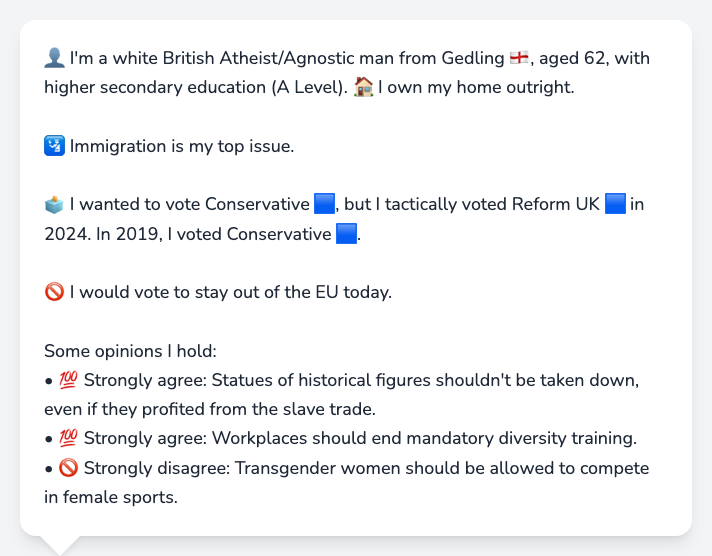 👤 I'm a white British Atheist/Agnostic man from Gedling 🏴󠁧󠁢󠁥󠁮󠁧󠁿, aged 62, with
higher secondary education (A Level). 🏠 I own my home outright.
🛂 Immigration is my top issue.
🗳️ I wanted to vote Conservative 🟦, but I tactically voted Reform UK 🟦 in
2024. In 2019, I voted Conservative 🟦.
🚫 I would vote to stay out of the EU today.
Some opinions I hold:
• 💯 Strongly agree: Statues of historical figures shouldn't be taken down,
even if they profited from the slave trade.
• 💯 Strongly agree: Workplaces should end mandatory diversity training.
• 🚫 Strongly disagree: Transgender women should be allowed to compete
in female sports.